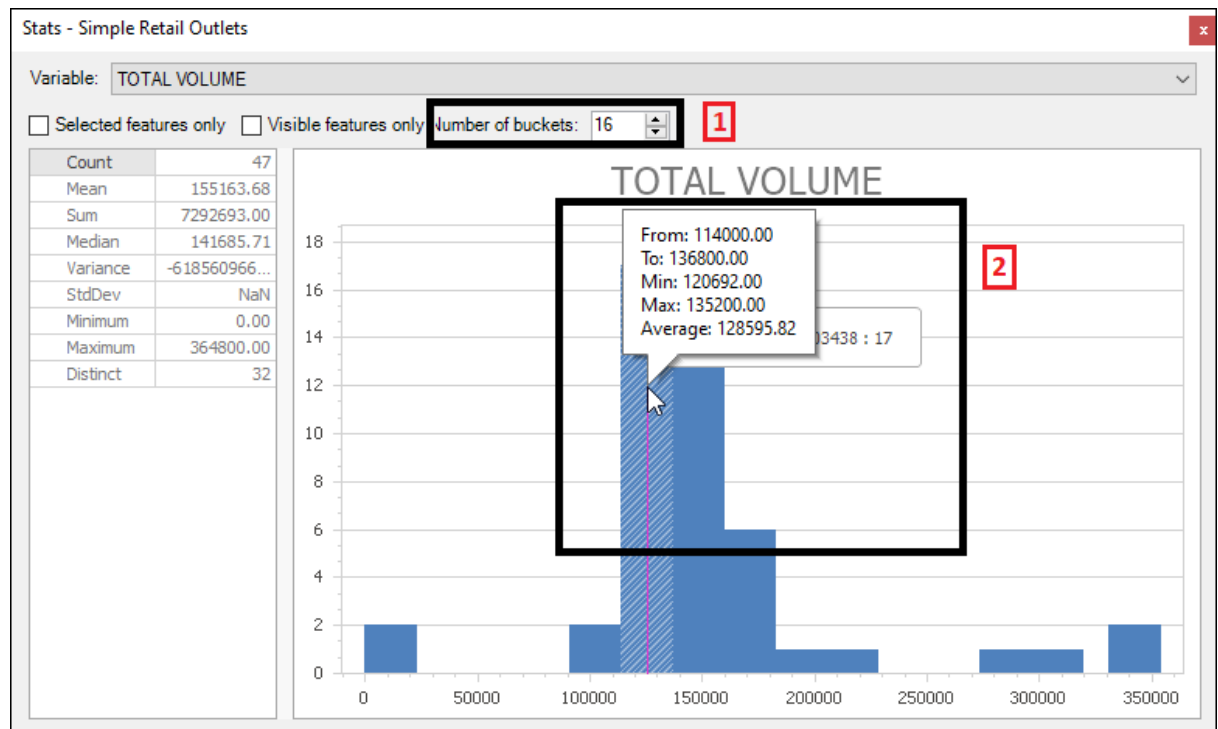 Stats - Simple Retail Outlets
x
Variable: TOTAL VOLUME
Selected features only Visible features only Number of buckets: 16
1
Count 47
Mean 155163.68
Sum 7292693.00
Median 141685.71
Variance -618560966...
StdDev NaN
Minimum 0.00
Maximum 364800.00
Distinct 32
TOTAL VOLUME
2
From: 114000.00
To: 136800.00
Min: 120692.00
Max: 135200.00
Average: 128595.82
03438 : 17
18
16
14
12
10
8
6
4
2
0
0 50000 100000 150000 200000 250000 300000 350000